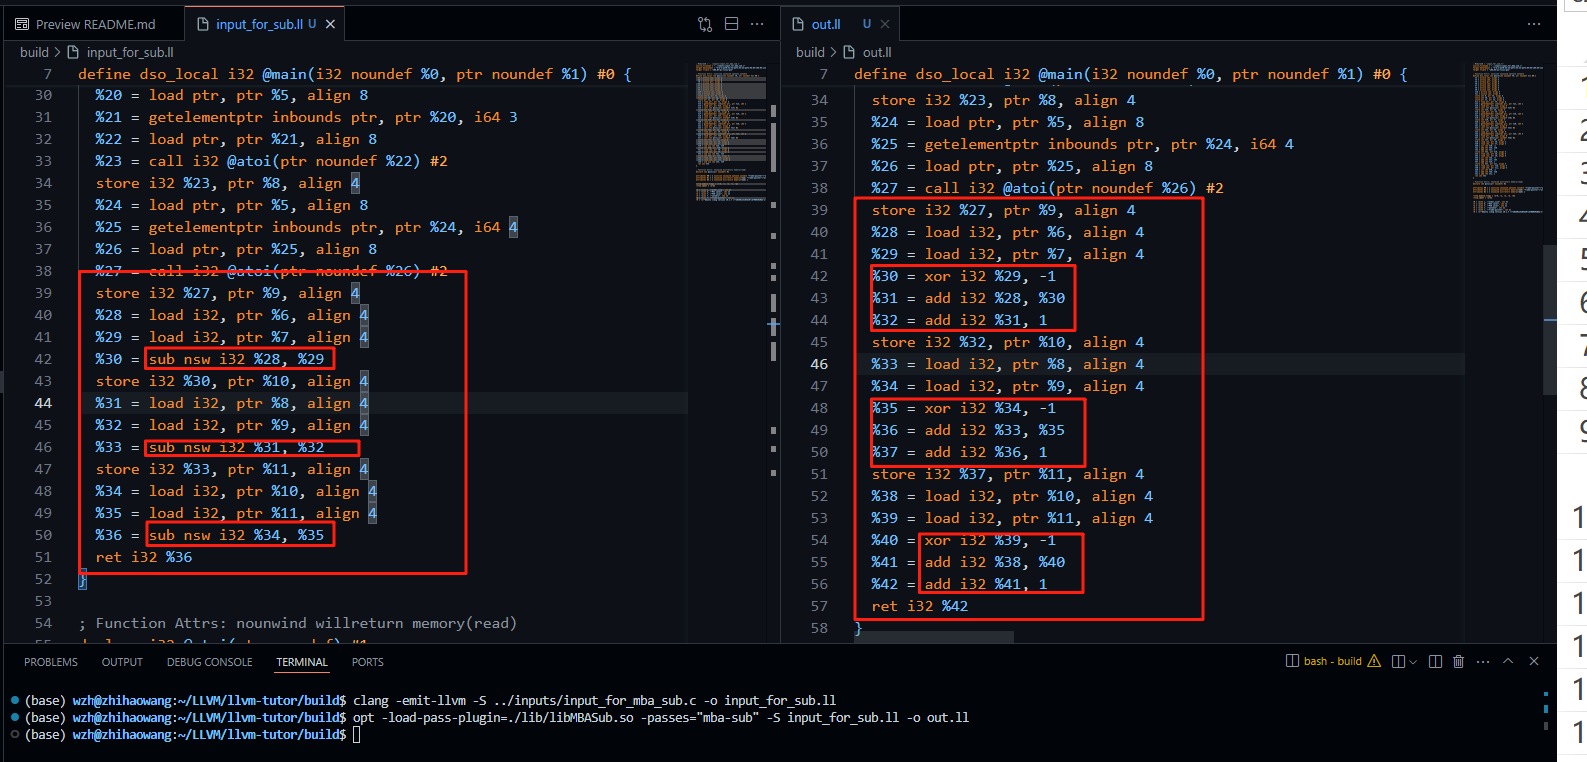 Preview README.md
input_for_sub.ll U
build > input_for_sub.ll
7 define dso_local i32 @main(i32 noundef %0, ptr noundef %1) #0 {
30 %20 = load ptr, ptr %5, align 8
31 %21 = getelementptr inbounds ptr, ptr %20, i64 3
32 %22 = load ptr, ptr %21, align 8
33 %23 = call i32 @atoi(ptr noundef %22) #2
34 store i32 %23, ptr %8, align 4
35 %24 = load ptr, ptr %5, align 8
36 %25 = getelementptr inbounds ptr, ptr %24, i64 4
37 %26 = load ptr, ptr %25, align 8
38 %27 = call i32 @atoi(ptr noundef %26) #2
39 store i32 %27, ptr %9, align 4
40 %28 = load i32, ptr %6, align 4
41 %29 = load i32, ptr %7, align 4
42 %30 = sub nsw i32 %28, %29
43 store i32 %30, ptr %10, align 4
44 %31 = load i32, ptr %8, align 4
45 %32 = load i32, ptr %9, align 4
46 %33 = sub nsw i32 %31, %32
47 store i32 %33, ptr %11, align 4
48 %34 = load i32, ptr %10, align 4
49 %35 = load i32, ptr %11, align 4
50 %36 = sub nsw i32 %34, %35
51 ret i32 %36
52 }
53
54 ; Function Attrs: nounwind willreturn memory(read)
out.ll U
build > out.ll
7 define dso_local i32 @main(i32 noundef %0, ptr noundef %1) #0 {
34 store i32 %23, ptr %8, align 4
35 %24 = load ptr, ptr %5, align 8
36 %25 = getelementptr inbounds ptr, ptr %24, i64 4
37 %26 = load ptr, ptr %25, align 8
38 %27 = call i32 @atoi(ptr noundef %26) #2
39 store i32 %27, ptr %9, align 4
40 %28 = load i32, ptr %6, align 4
41 %29 = load i32, ptr %7, align 4
42 %30 = xor i32 %29, -1
43 %31 = add i32 %28, %30
44 %32 = add i32 %31, 1
45 store i32 %32, ptr %10, align 4
46 %33 = load i32, ptr %8, align 4
47 %34 = load i32, ptr %9, align 4
48 %35 = xor i32 %34, -1
49 %36 = add i32 %33, %35
50 %37 = add i32 %36, 1
51 store i32 %37, ptr %11, align 4
52 %38 = load i32, ptr %10, align 4
53 %39 = load i32, ptr %11, align 4
54 %40 = xor i32 %39, -1
55 %41 = add i32 %38, %40
56 %42 = add i32 %41, 1
57 ret i32 %42
58 }
PROBLEMS OUTPUT DEBUG CONSOLE TERMINAL PORTS
bash - build
(base) wzh@zhihaowang:~/LLVM/llvm-tutor/build$ clang -emit-llvm -S ../inputs/input_for_mba_sub.c -o input_for_sub.ll
(base) wzh@zhihaowang:~/LLVM/llvm-tutor/build$ opt -load-pass-plugin=./lib/libMBASub.so -passes="mba-sub" -S input_for_sub.ll -o out.ll
(base) wzh@zhihaowang:~/LLVM/llvm-tutor/build$